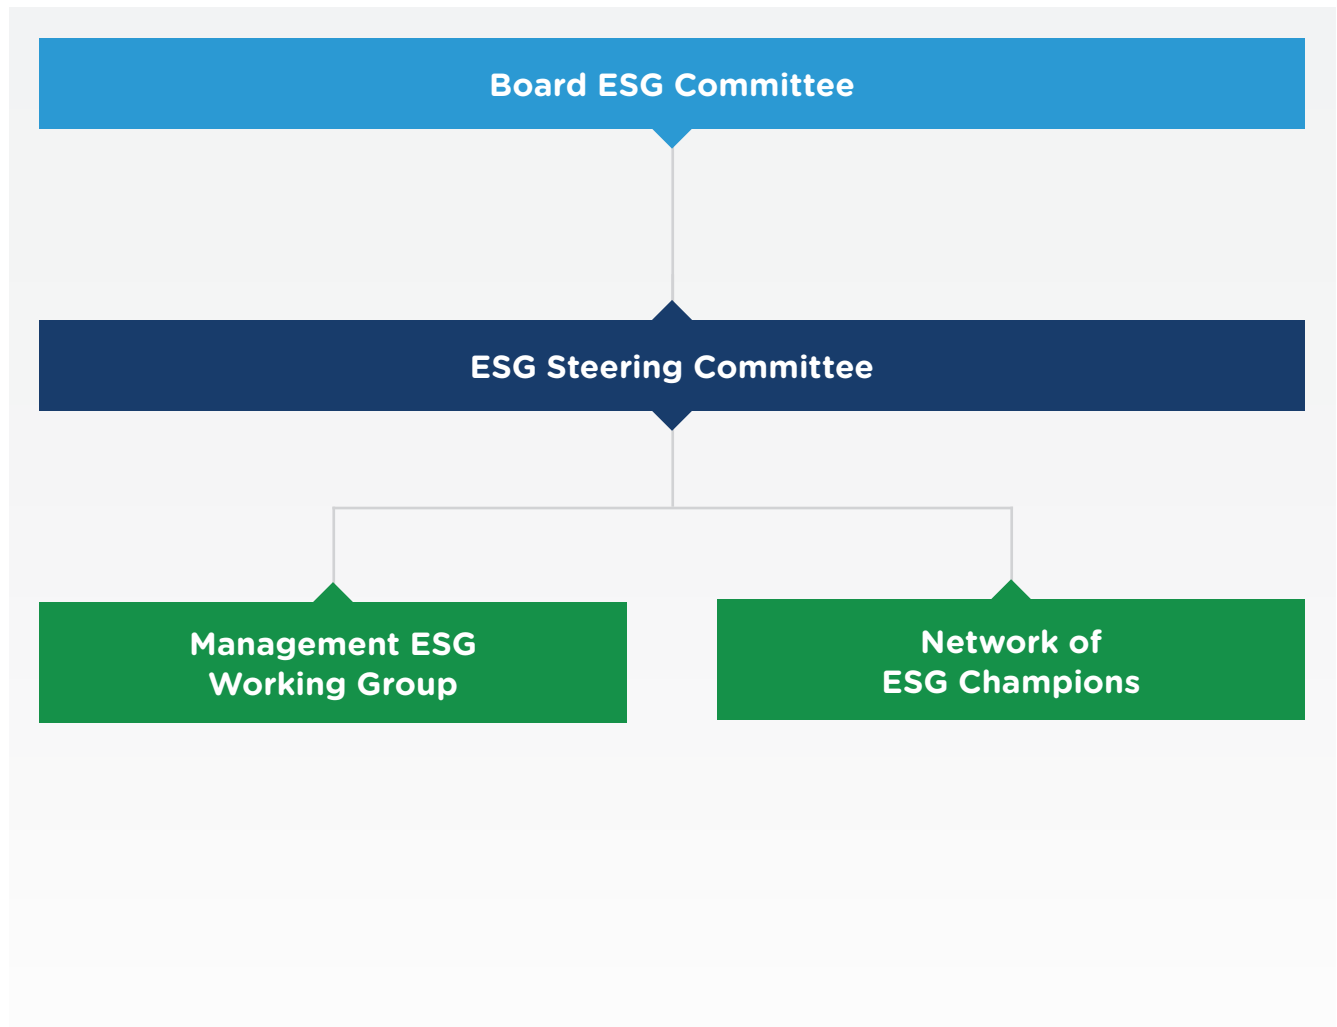 Board ESG Committee
ESG Steering Committee
Management ESG
Working Group
Network of
ESG Champions